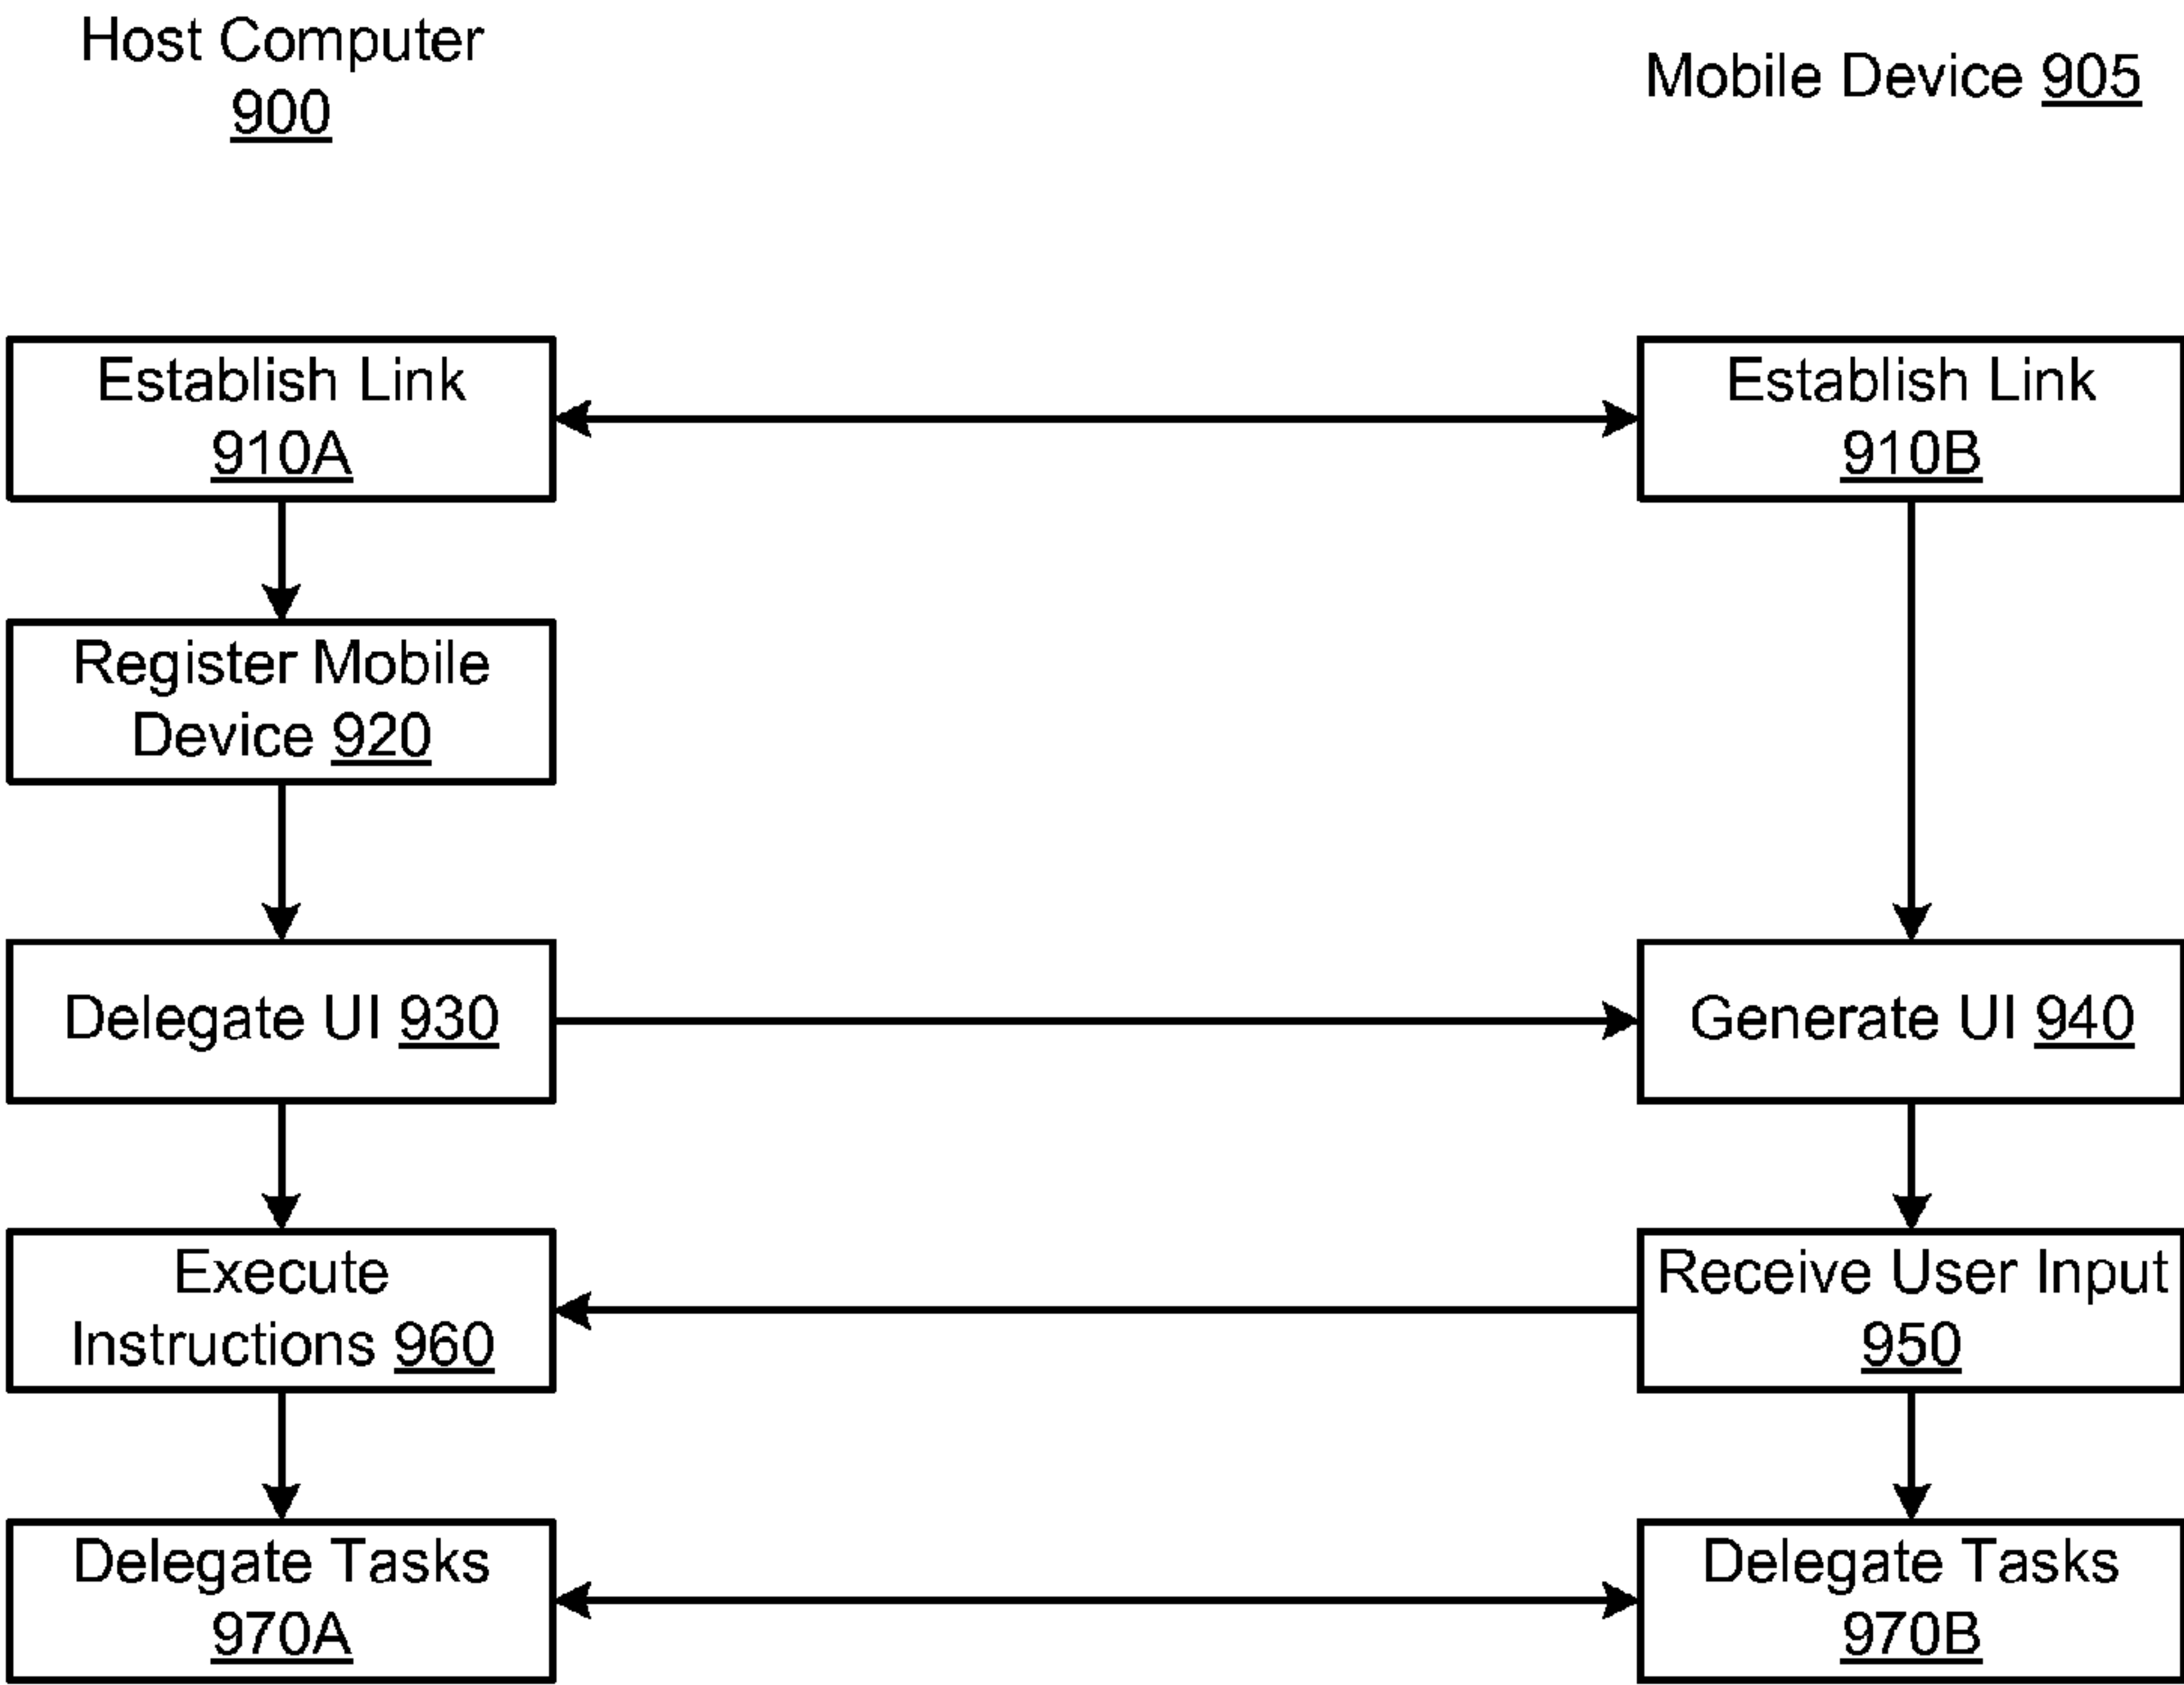 Host Computer
900
Mobile Device 905
Establish Link
910A
Establish Link
910B
Register Mobile
Device 920
Delegate UI 930
Generate UI 940
Execute
Instructions 960
Receive User Input
950
Delegate Tasks
970A
Delegate Tasks
970B